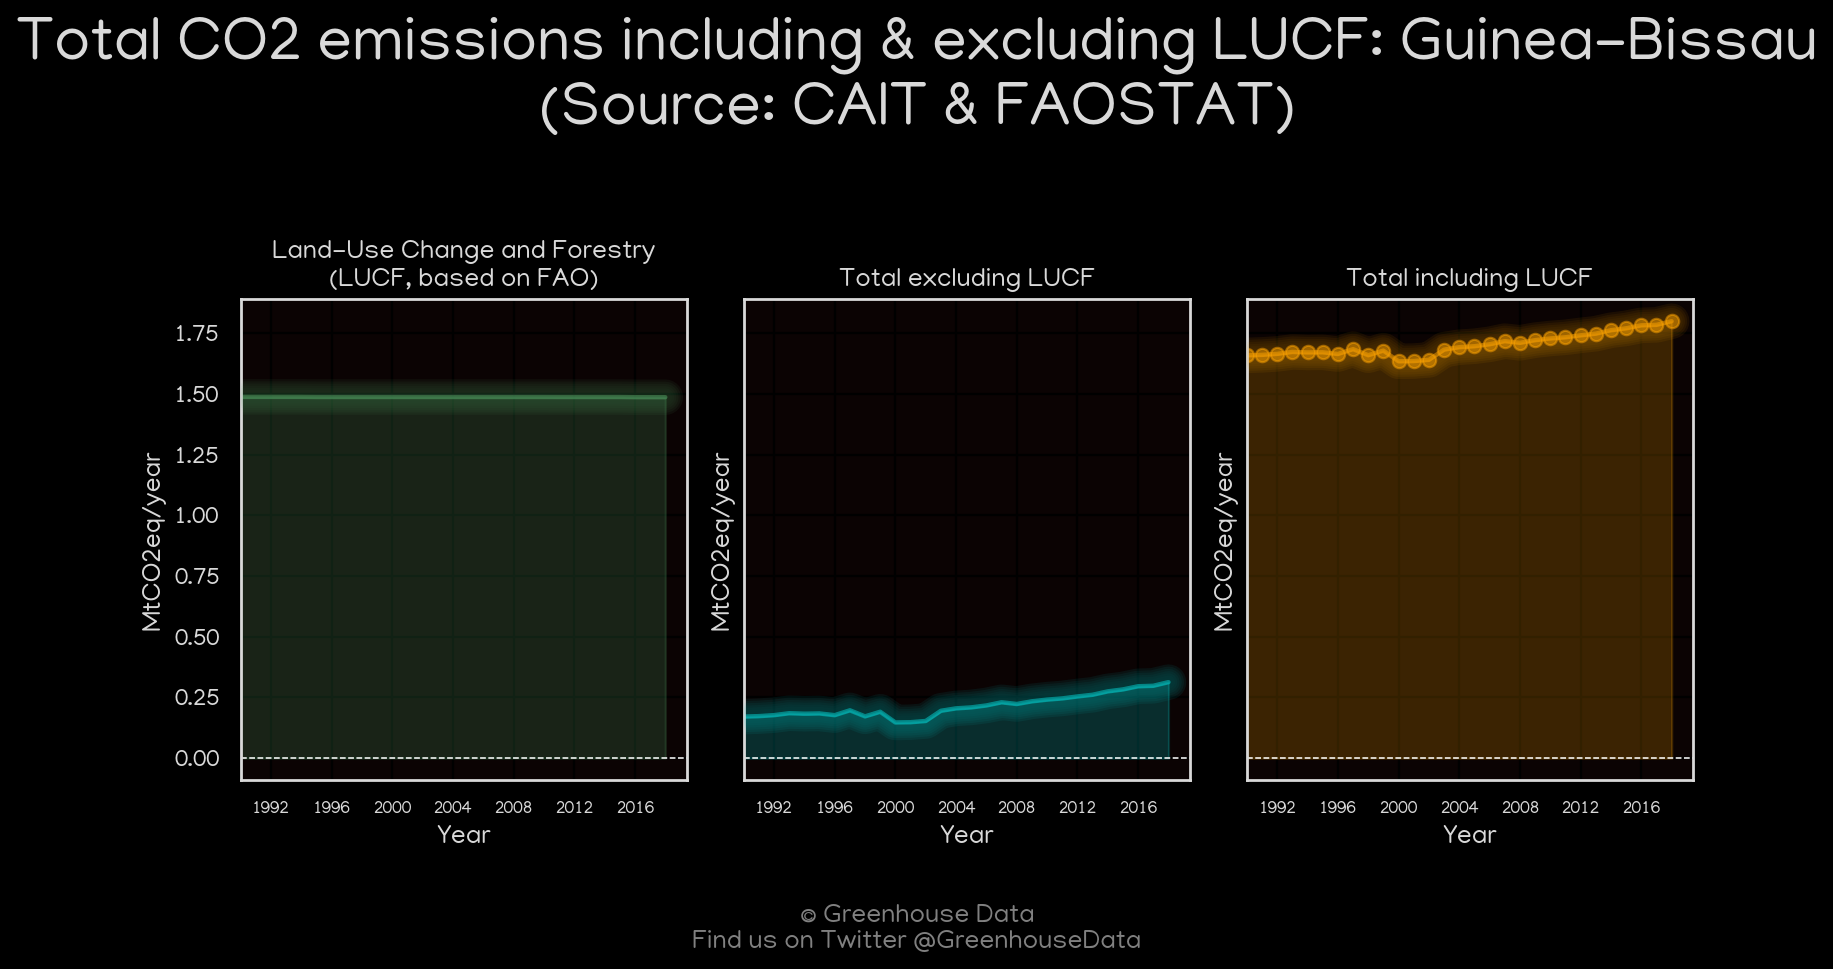 Total CO2 emissions including & excluding LUCF: Guinea-Bissau
(Source: CAIT & FAOSTAT)
Land-Use Change and Forestry
(LUCF, based on FAO)
Total excluding LUCF
Total including LUCF
MtCO2eq/year
1.75
1.50
1.25
1.00
0.75
0.50
0.25
0.00
MtCO2eq/year
MtCO2eq/year
1992 1996 2000 2004 2008 2012 2016
1992 1996 2000 2004 2008 2012 2016
1992 1996 2000 2004 2008 2012 2016
Year
Year
Year
© Greenhouse Data
Find us on Twitter @GreenhouseData